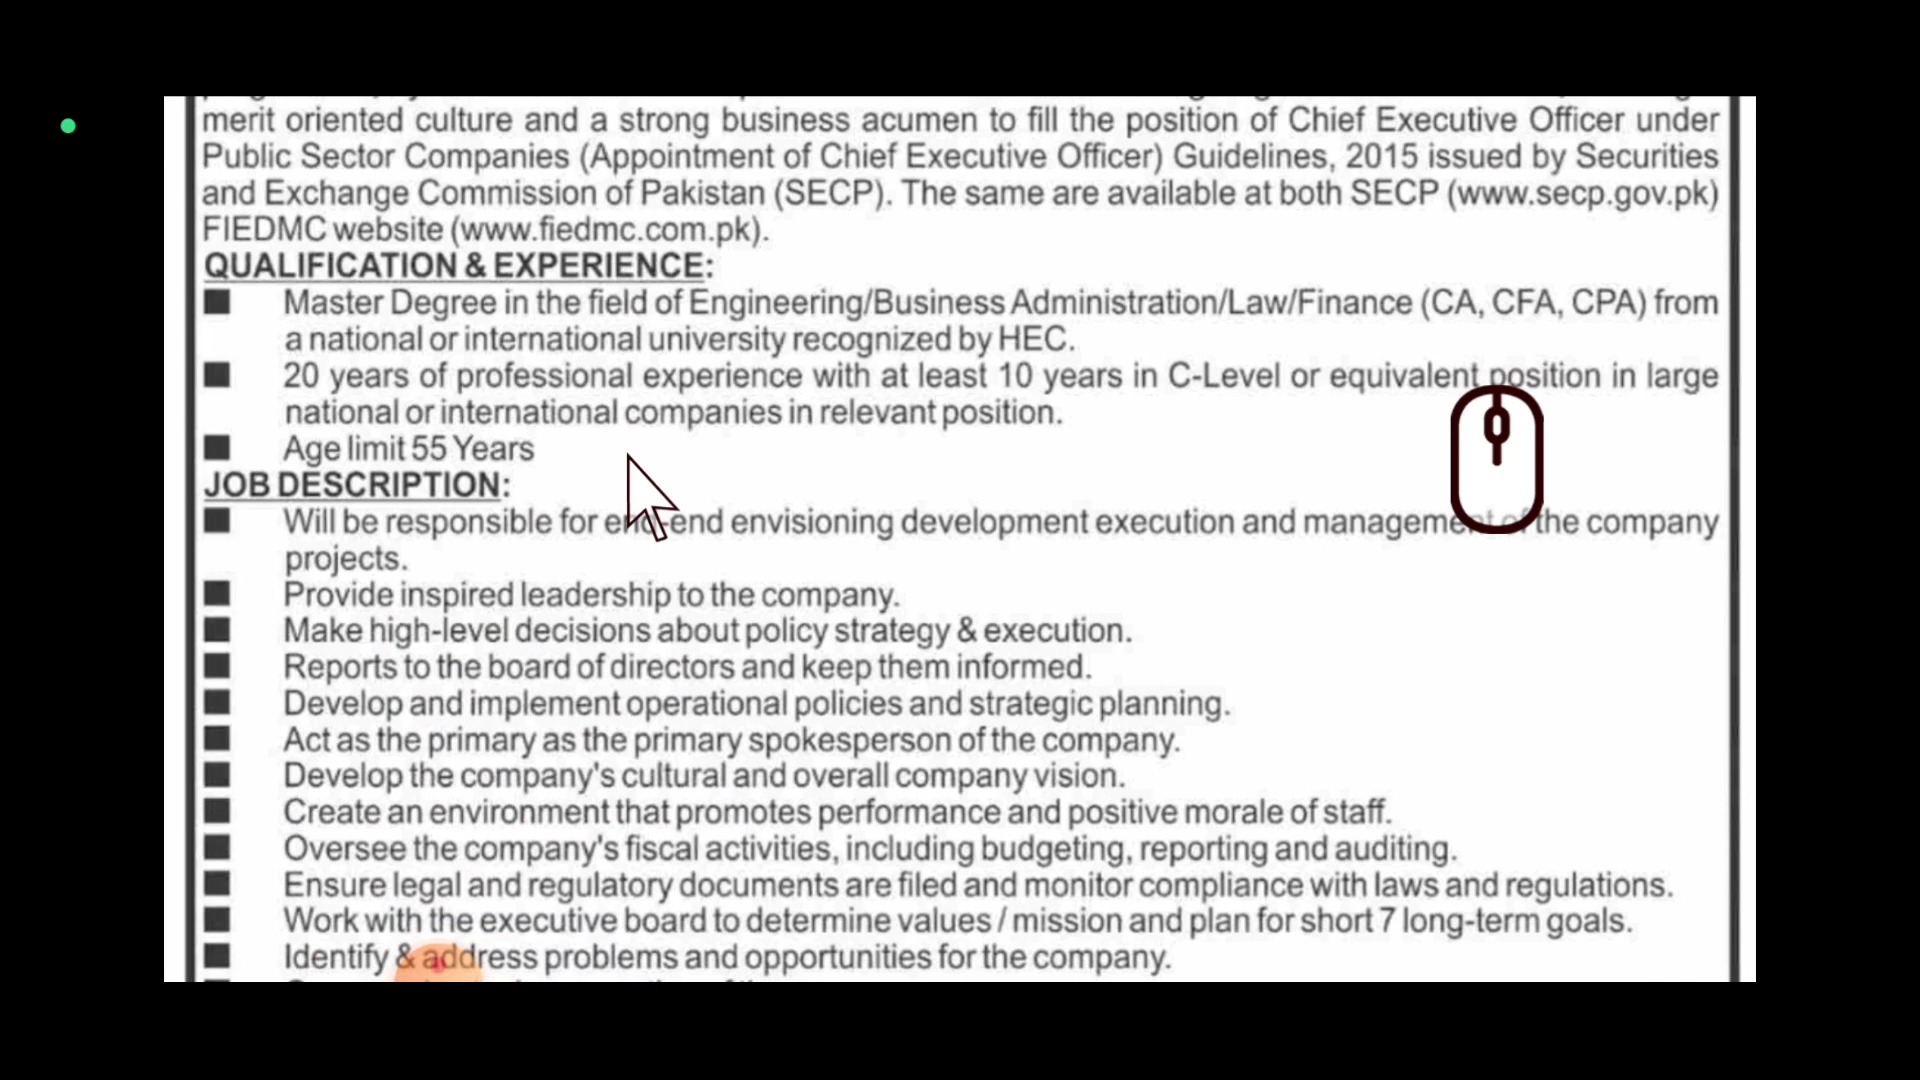 merit oriented culture and a strong business acumen to fill the position of Chief Executive Officer under
Public Sector Companies (Appointment of Chief Executive Officer) Guidelines, 2015 issued by Securities
and Exchange Commission of Pakistan (SECP). The same are available at both SECP (www.secp.gov.pk)
FIEDMC website (www.fiedmc.com.pk).
QUALIFICATION & EXPERIENCE:
■ Master Degree in the field of Engineering/Business Administration/Law/Finance (CA, CFA, CPA) from
a national or international university recognized by HEC.
■ 20 years of professional experience with at least 10 years in C-Level or equivalent position in large
national or international companies in relevant position.
■ Age limit 55 Years
JOB DESCRIPTION:
■ Will be responsible for end-end envisioning development execution and management of the company
projects.
■ Provide inspired leadership to the company.
■ Make high-level decisions about policy strategy & execution.
■ Reports to the board of directors and keep them informed.
■ Develop and implement operational policies and strategic planning.
■ Act as the primary as the primary spokesperson of the company.
■ Develop the company's cultural and overall company vision.
■ Create an environment that promotes performance and positive morale of staff.
■ Oversee the company's fiscal activities, including budgeting, reporting and auditing.
■ Ensure legal and regulatory documents are filed and monitor compliance with laws and regulations.
■ Work with the executive board to determine values / mission and plan for short 7 long-term goals.
■ Identify & address problems and opportunities for the company.